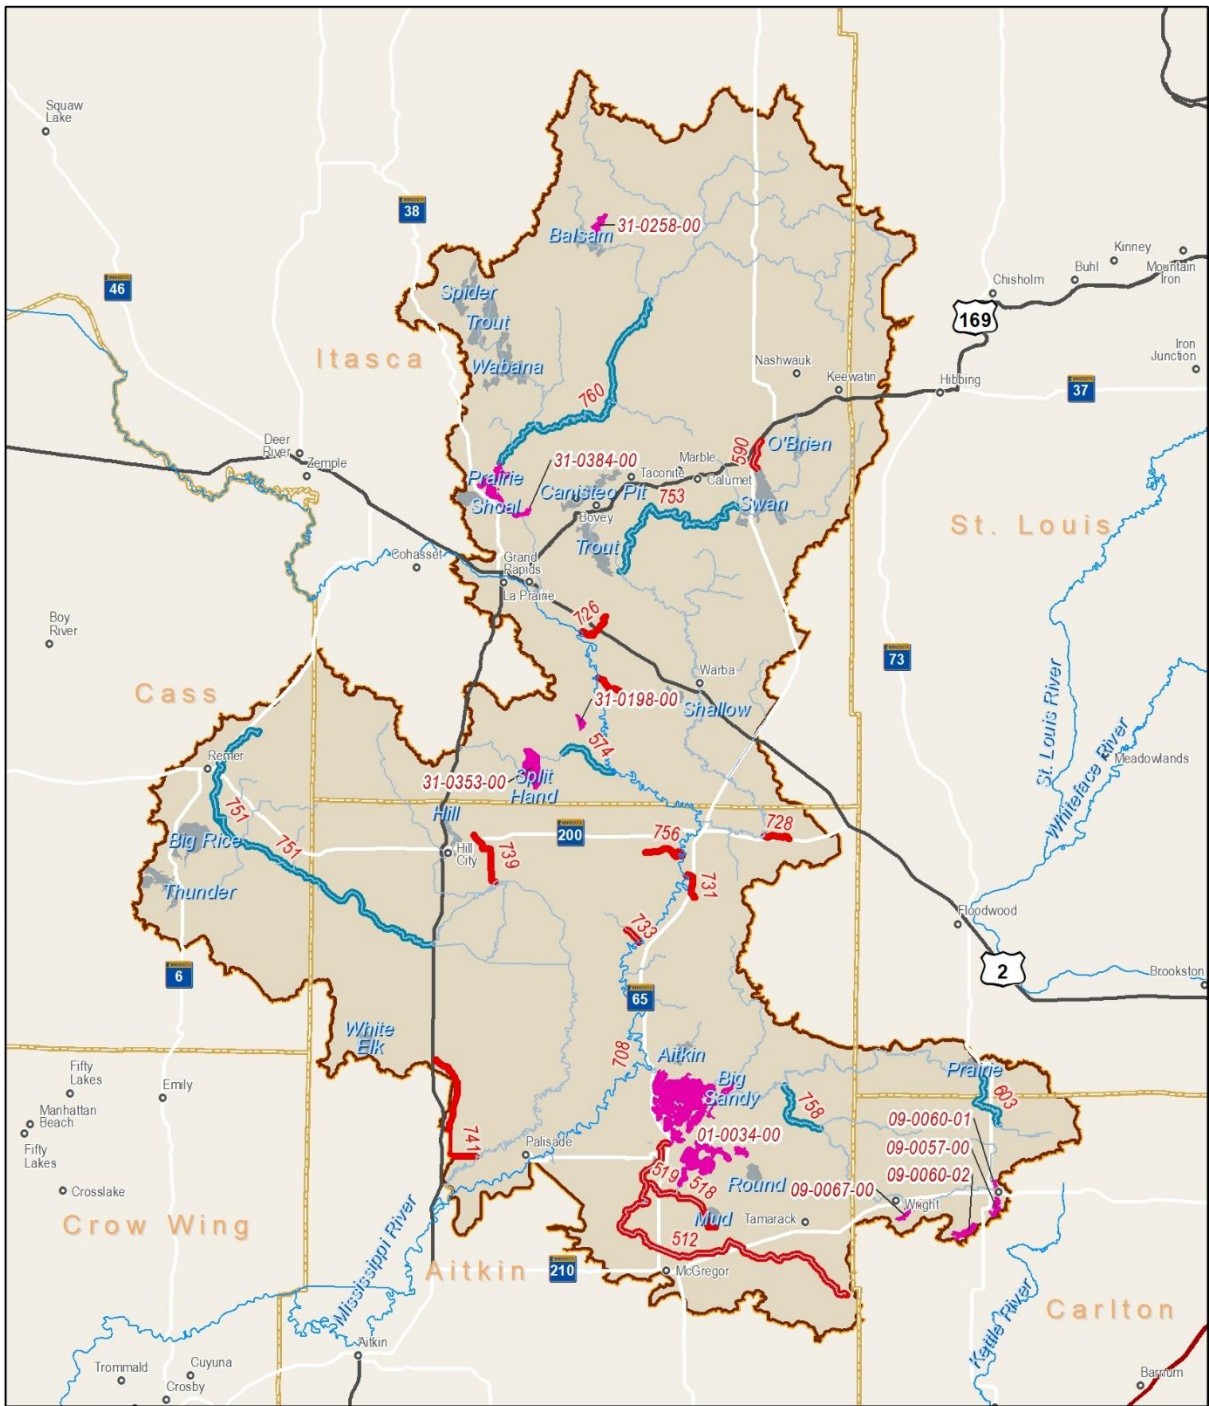 Squaw
Lake
38
Balsam
31-0258-00
Kinney
Buhl
Mountain
Iron
Chisholm
46
Spider
Trout
169
Itasca
Wabana
Nashwauk
Keewatin
Iron
Junction
Hibbing
37
760
Deer
River
Zemple
590
O'Brien
31-0384-00
Marble
Taconite
Calumet
Prairie
Shoal
Canisteo Pit
753
Swan
Bovey
St. Louis
Trout
Cohasset
Grand
Rapids
La Prairie
Boy
River
726
73
Warba
Cass
31-0198-00
Shallow
St. Louis River
Whiteface River
574
Meadowlands
Remer
31-0353-00
Split
Hand
751
Hill
200
756
728
Big Rice
751
Hill
City
739
Thunder
731
Floodwood
733
6
2
Brookston
65
White
Elk
708
Aitkin
Big
Sandy
Prairie
Fifty
Lakes
Emily
758
603
Manhattan
Beach
09-0060-01
Fifty
Lakes
741
Palisade
01-0034-00
09-0057-00
09-0060-02
519
518
Round
09-0067-00
Crosslake
Wright
Mud
Tamarack
Crow Wing
512
Mississippi River
Aitkin
210
McGregor
Kettle River
Carlton
Aitkin
Trommald
Cuyuna
Crosby
Barnum